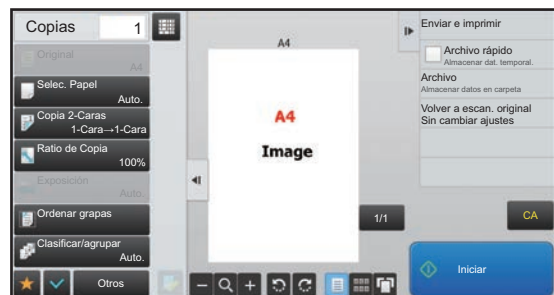 Copias 1
Original
A4
Selec. Papel
Auto.
Copia 2-Caras
1-Cara→1-Cara
Ratio de Copia
100%
Exposición
Auto.
Ordenar grapas
Clasificar/agrupar
Auto.
Otros
A4
A4
Image
1/1
Enviar e imprimir
Archivo rápido
Almacenar dat. temporal.
Archivo
Almacenar datos en carpeta
Volver a escan. original
Sin cambiar ajustes
CA
Iniciar